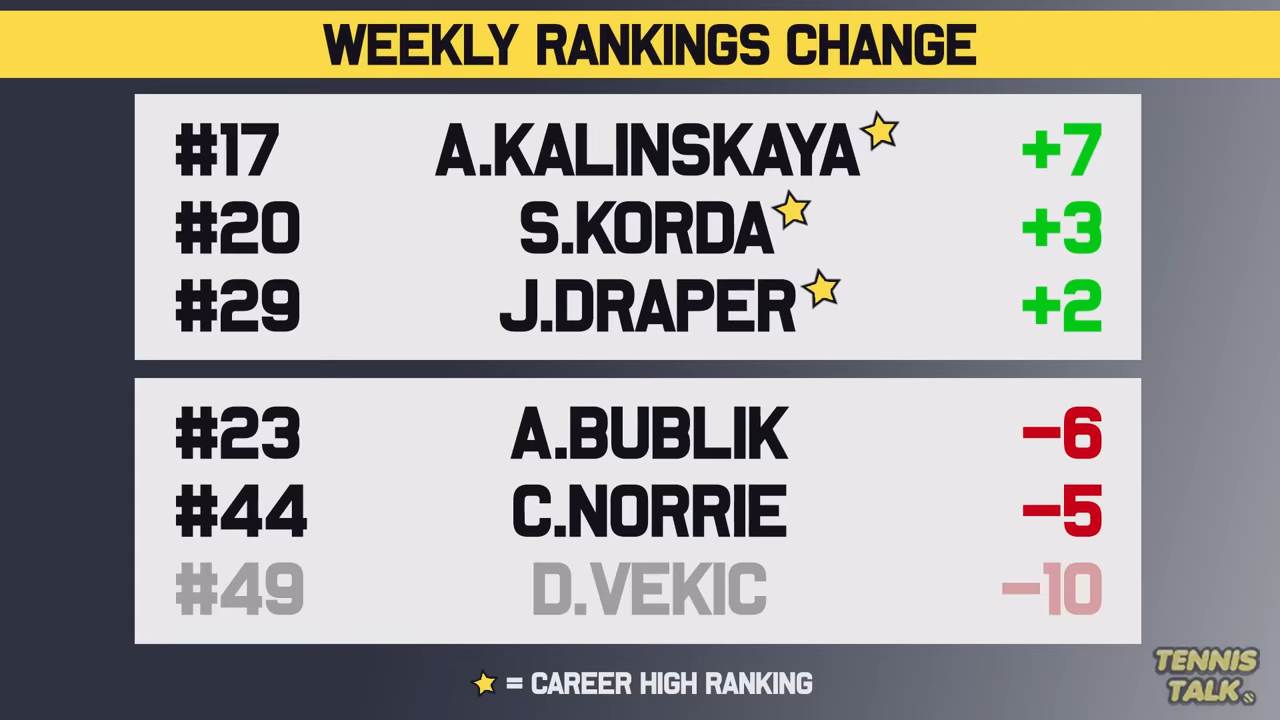 WEEKLY RANKINGS CHANGE
#17 A.KALINSKAYA +7
#20 S.KORDA +3
#29 J.DRAPER +2
#23 A.BUBLIK -6
#44 C.NORRIE -5
#49 D.VEKIC -10
= CAREER HIGH RANKING
TENNIS
TALK